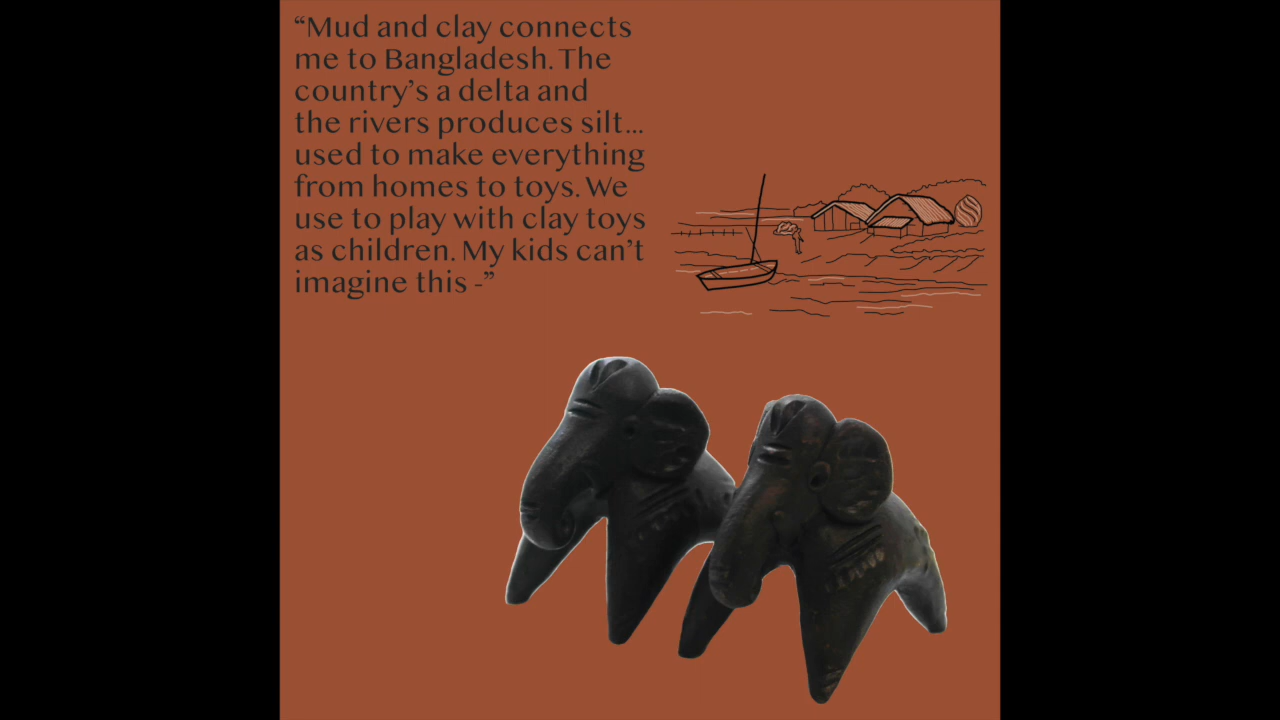 “Mud and clay connects
me to Bangladesh. The
country’s a delta and
the rivers produces silt...
used to make everything
from homes to toys. We
use to play with clay toys
as children. My kids can’t
imagine this -”